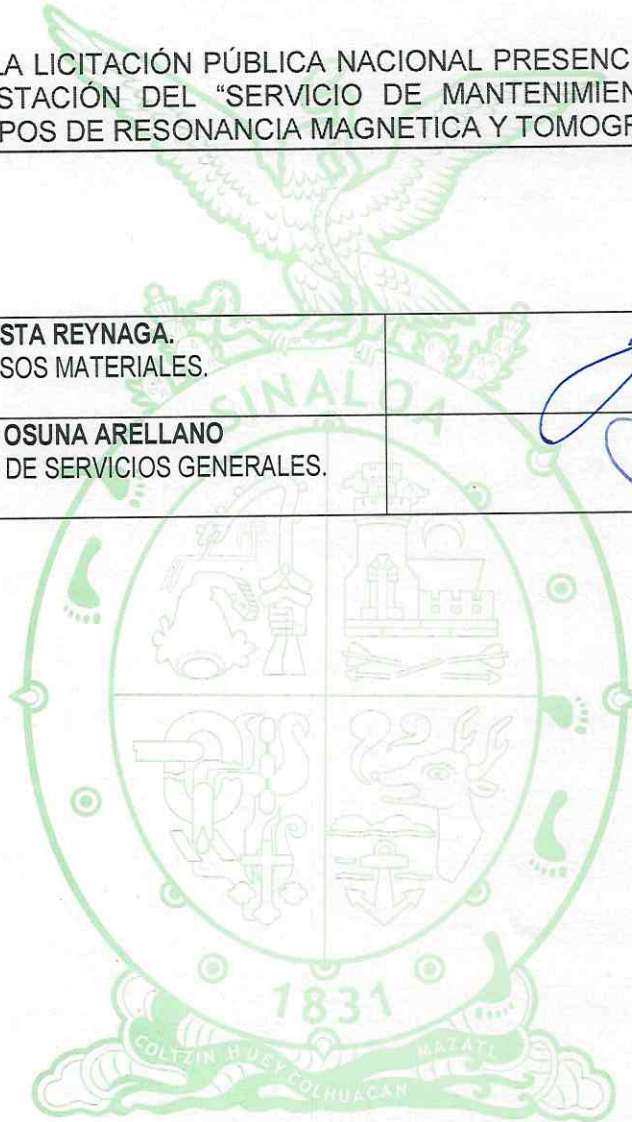 LA LICITACIÓN PÚBLICA NACIONAL PRESENC
STACIÓN DEL "SERVICIO DE MANTENIMIEN
POS DE RESONANCIA MAGNETICA Y TOMOGR
STA REYNAGA.
SOS MATERIALES.
OSUNA ARELLANO
DE SERVICIOS GENERALES.
SINALOA
1831
COLTZIN HUEY COLHUACAN MAZATL